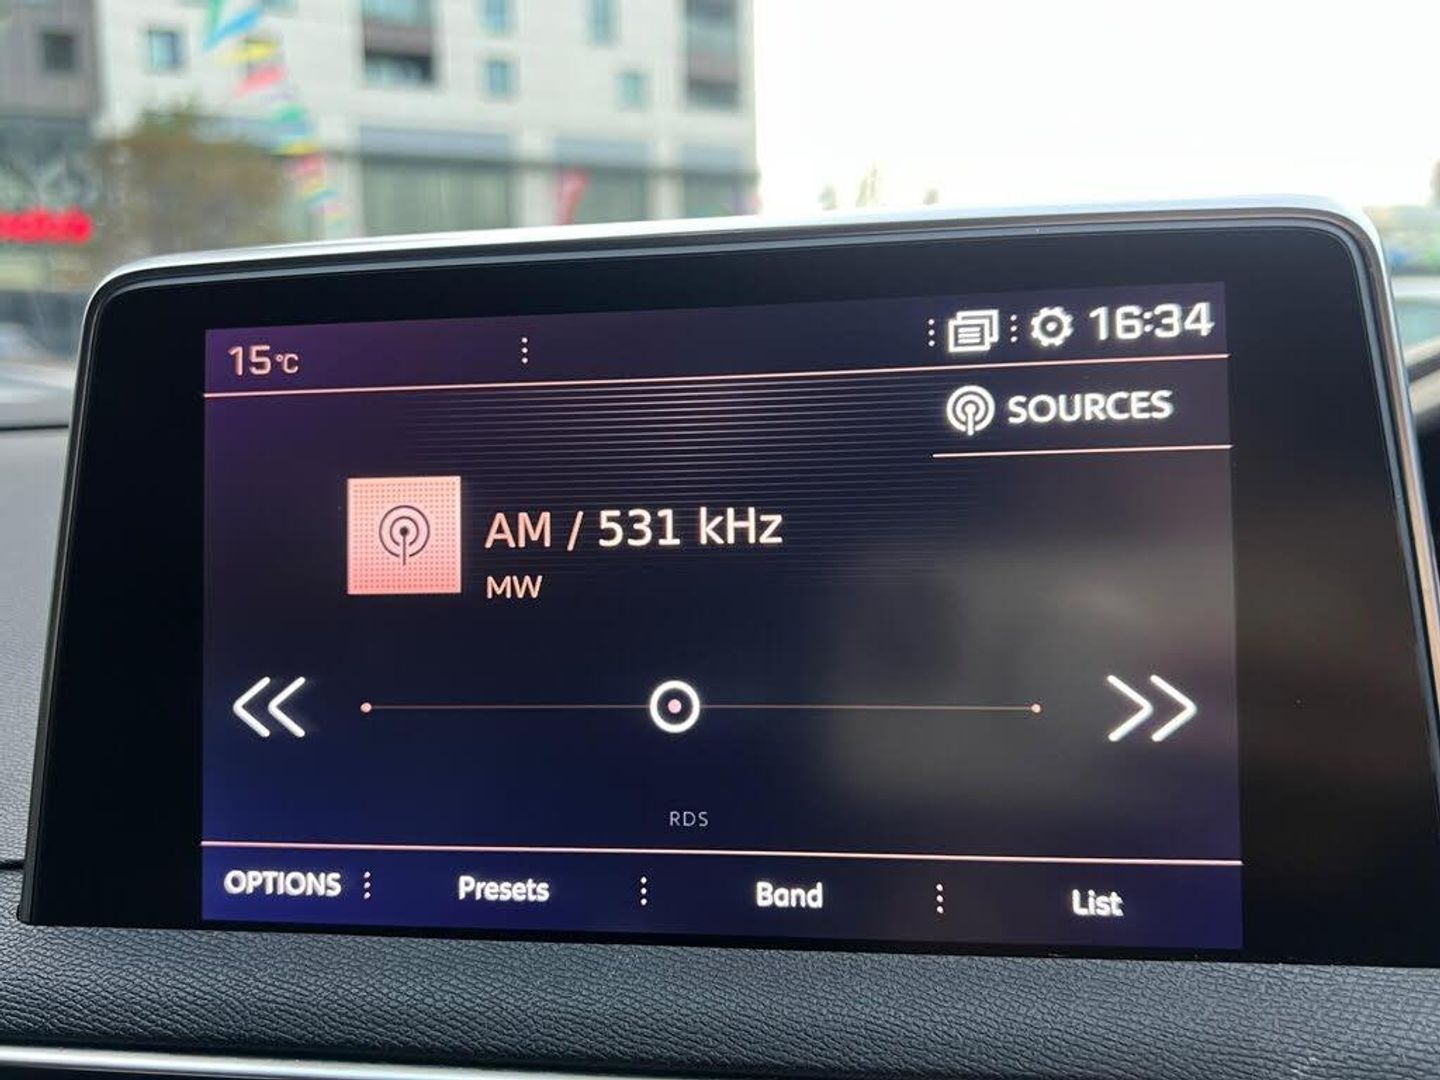 15 °C
16:34
SOURCES
AM / 531 kHz
MW
RDS
OPTIONS
Presets
Band
List